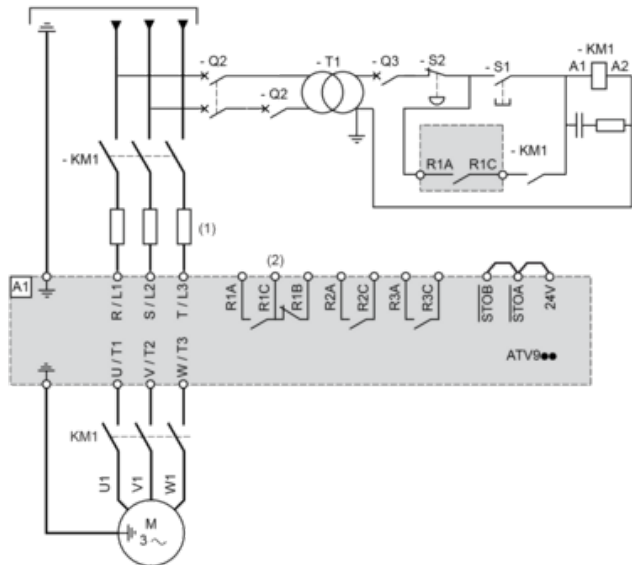 - Q2
- T1
- Q3
- S2
- S1
- KM1
A1
A2
- Q2
- KM1
R1A
R1C
- KM1
(1)
(2)
A1
R / L1
S / L2
T / L3
R1A
R1C
R1B
R2A
R2C
R3A
R3C
STOB
STOA
24V
U / T1
V / T2
W / T3
ATV9●●
KM1
U1
V1
W1
M
3 ~